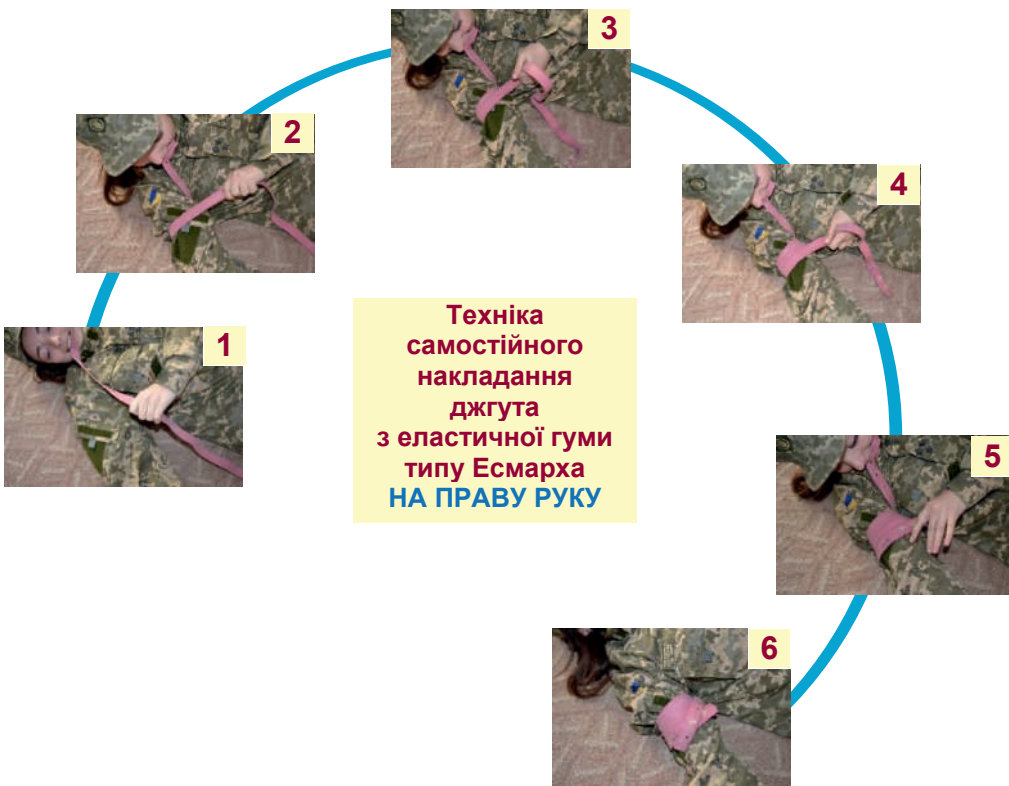 3
2
4
1
Техніка
самостійного
накладання
джгута
з еластичної гуми
типу Есмарха
НА ПРАВУ РУКУ
5
6